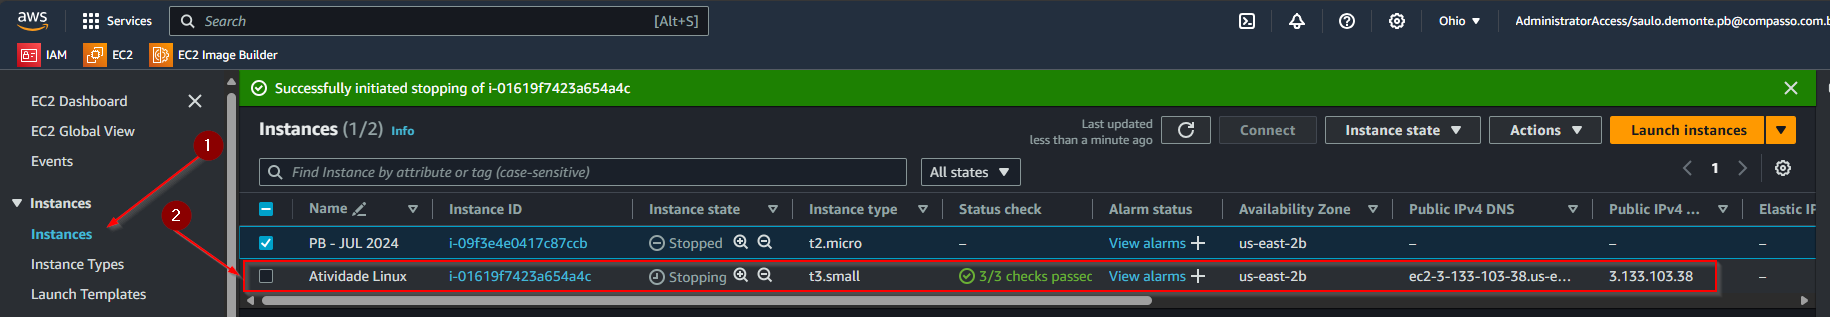 aws Services Search [Alt+S] Ohio AdministratorAccess/saulo.demonte.pb@compasso.com.b
IAM EC2 EC2 Image Builder
Successfully initiated stopping of i-01619f7423a654a4c
EC2 Dashboard
EC2 Global View
Events
1
Instances
2
Instances
Instance Types
Launch Templates
Instances (1/2) Info
Last updated
less than a minute ago
Connect Instance state Actions Launch instances
Find Instance by attribute or tag (case-sensitive) All states 1
Name Instance ID Instance state Instance type Status check Alarm status Availability Zone Public IPv4 DNS Public IPv4 ... Elastic IP
PB - JUL 2024 i-09f3e4e0417c87ccb Stopped t2.micro – View alarms + us-east-2b – – –
Atividade Linux i-01619f7423a654a4c Stopping t3.small 3/3 checks passec View alarms + us-east-2b ec2-3-133-103-38.us-e... 3.133.103.38 –